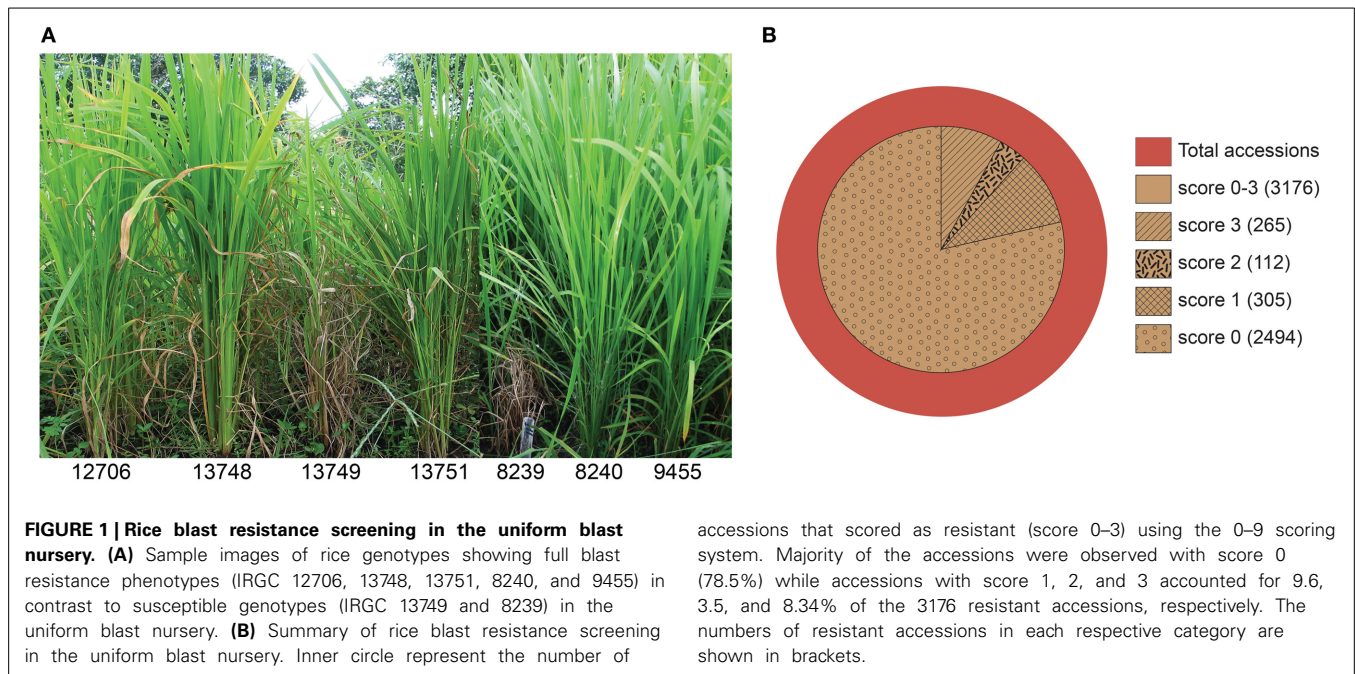 A
B
12706 13748 13749 13751 8239 8240 9455
Total accessions
score 0-3 (3176)
score 3 (265)
score 2 (112)
score 1 (305)
score 0 (2494)
FIGURE 1 | Rice blast resistance screening in the uniform blast
nursery. (A) Sample images of rice genotypes showing full blast
resistance phenotypes (IRGC 12706, 13748, 13751, 8240, and 9455) in
contrast to susceptible genotypes (IRGC 13749 and 8239) in the
uniform blast nursery. (B) Summary of rice blast resistance screening
in the uniform blast nursery. Inner circle represent the number of
accessions that scored as resistant (score 0–3) using the 0–9 scoring
system. Majority of the accessions were observed with score 0
(78.5%) while accessions with score 1, 2, and 3 accounted for 9.6,
3.5, and 8.34% of the 3176 resistant accessions, respectively. The
numbers of resistant accessions in each respective category are
shown in brackets.